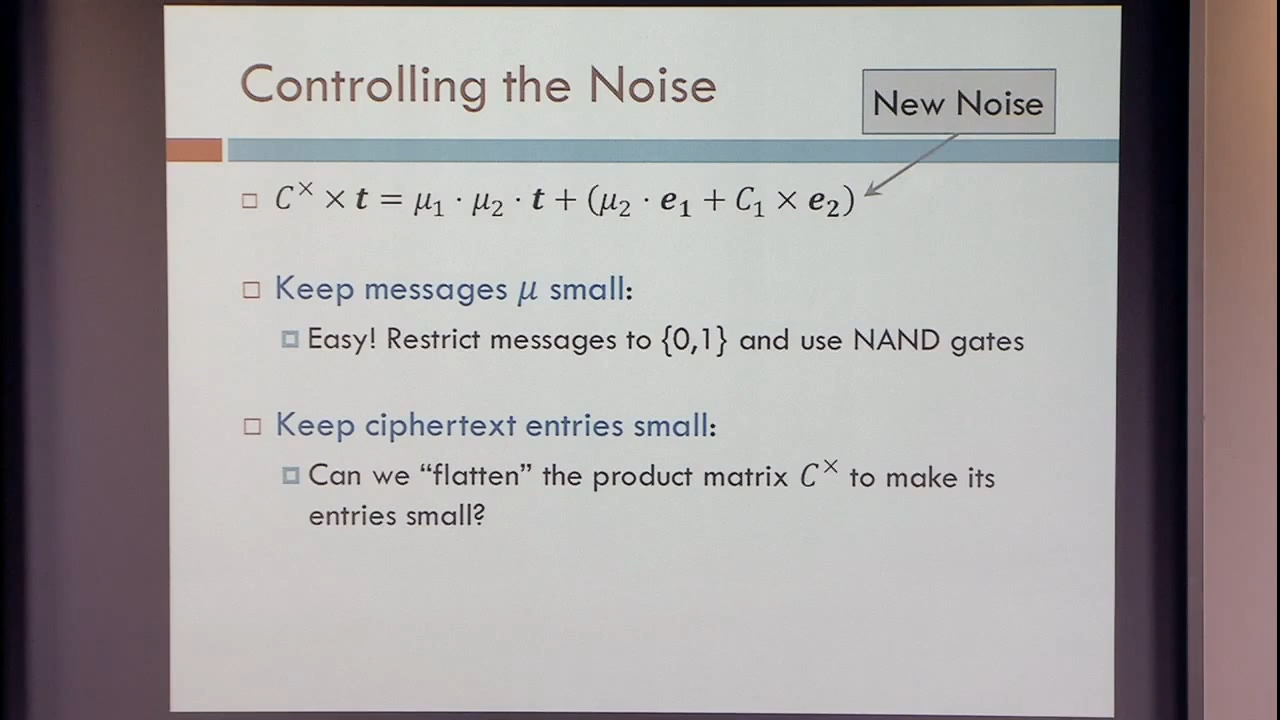 Controlling the Noise
New Noise
C^× × t = μ₁ · μ₂ · t + (μ₂ · e₁ + C₁ × e₂)
Keep messages μ small:
Easy! Restrict messages to {0,1} and use NAND gates
Keep ciphertext entries small:
Can we “flatten” the product matrix C^× to make its
entries small?